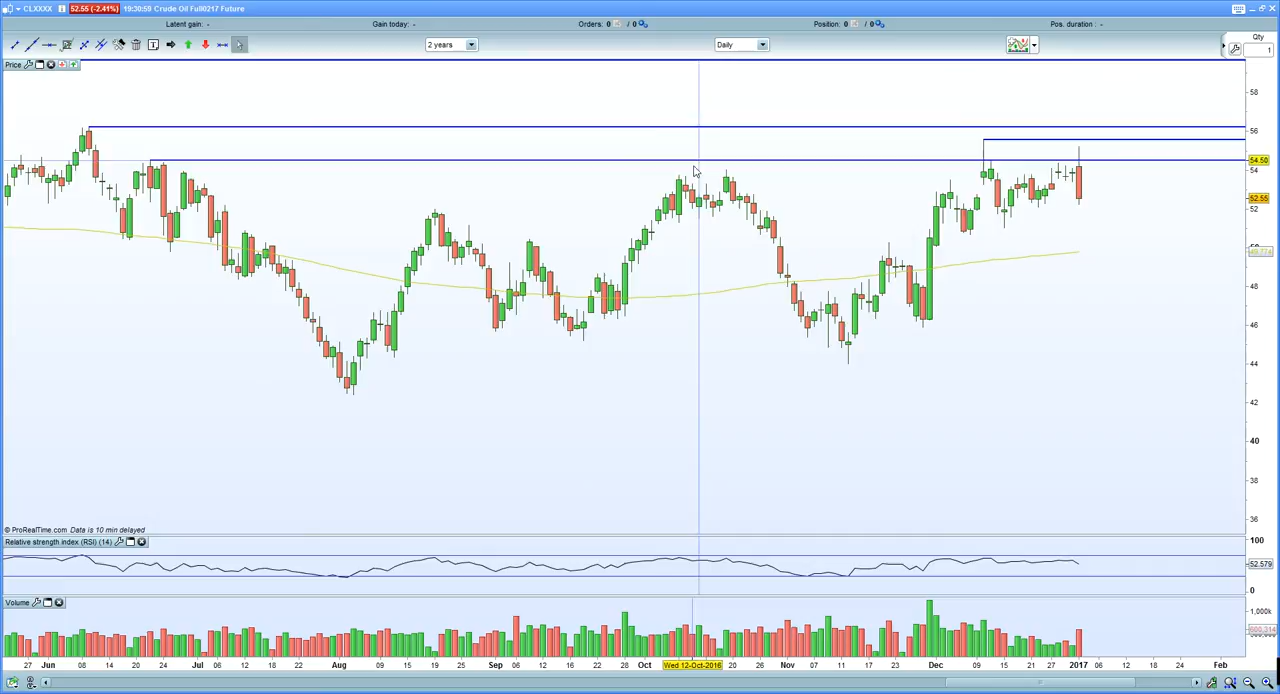 CLXXXX 52.55 (-2.41%) 19:30:59 Crude Oil Full0217 Future
Latent gain: - Gain today: - Orders: 0 / 0 Position: 0 / 0 Pos. duration : -
2 years Daily Qty
1
Price
58
56
54.50
54
52.55
52
50
48
46
44
42
40
38
36
© ProRealTime.com Data is 10 min delayed
Relative strength index (RSI) (14)
100
52.579
0
Volume
1,000k
27 Jun 08 14 20 24 Jul 06 12 18 22 28 Aug 09 15 19 25 Sep 06 12 16 22 28 Oct Wed 12-Oct-2016 20 26 Nov 07 11 17 23 Dec 09 15 21 27 2017 06 12 18 24 Feb